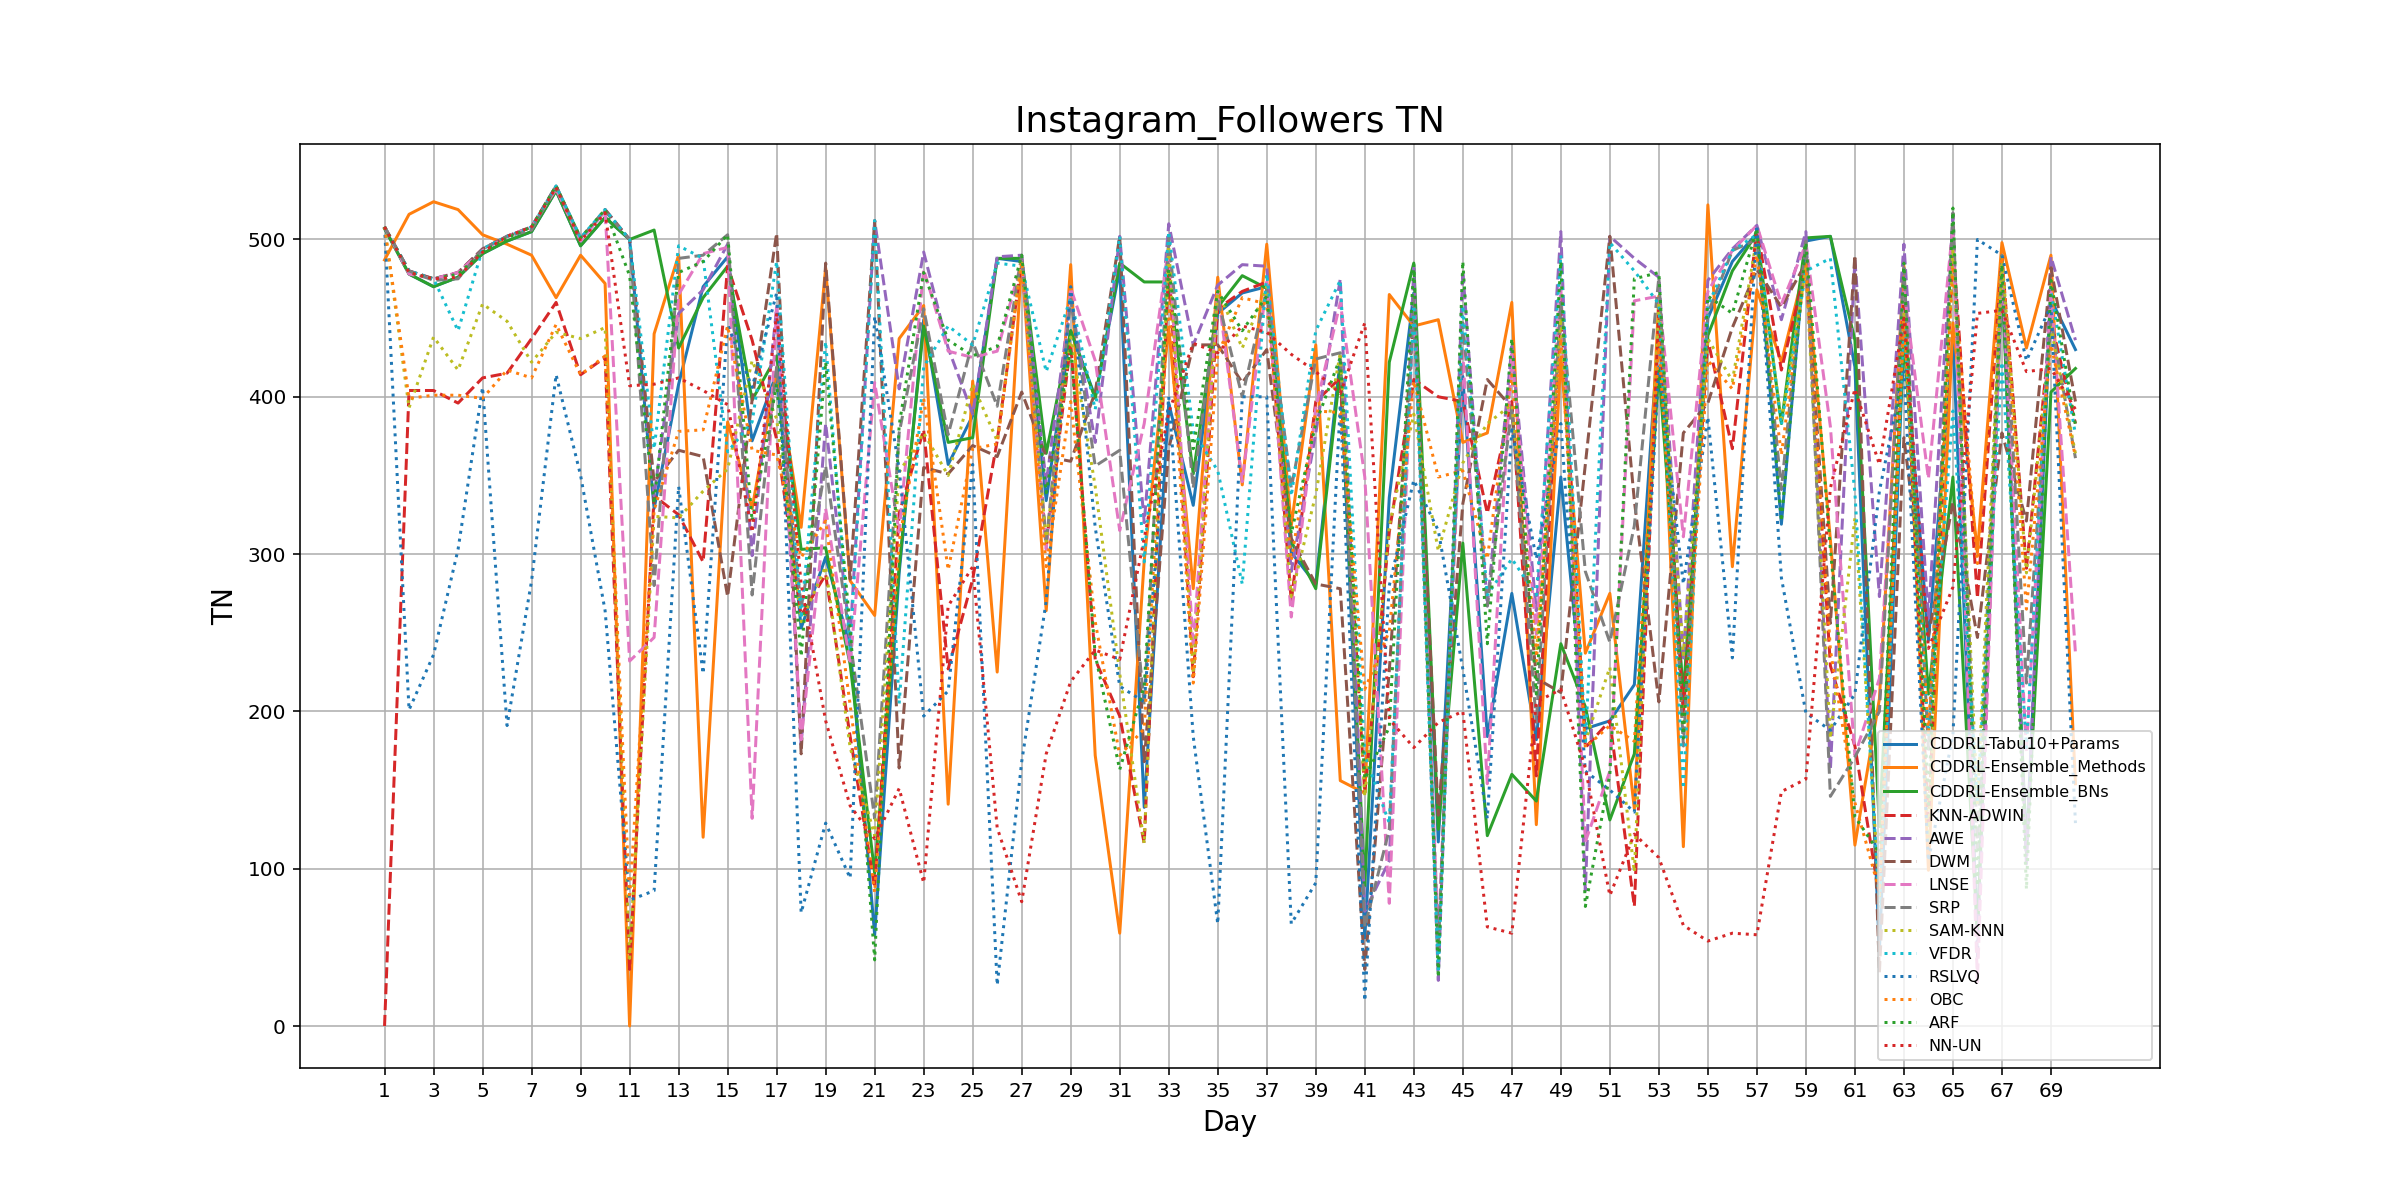 Instagram_Followers TN
TN
500
400
300
200
100
0
CDDRL-Tabu10+Params
CDDRL-Ensemble_Methods
CDDRL-Ensemble_BNs
KNN-ADWIN
AWE
DWM
LNSE
SRP
SAM-KNN
VFDR
RSLVQ
OBC
ARF
NN-UN
1 3 5 7 9 11 13 15 17 19 21 23 25 27 29 31 33 35 37 39 41 43 45 47 49 51 53 55 57 59 61 63 65 67 69
Day